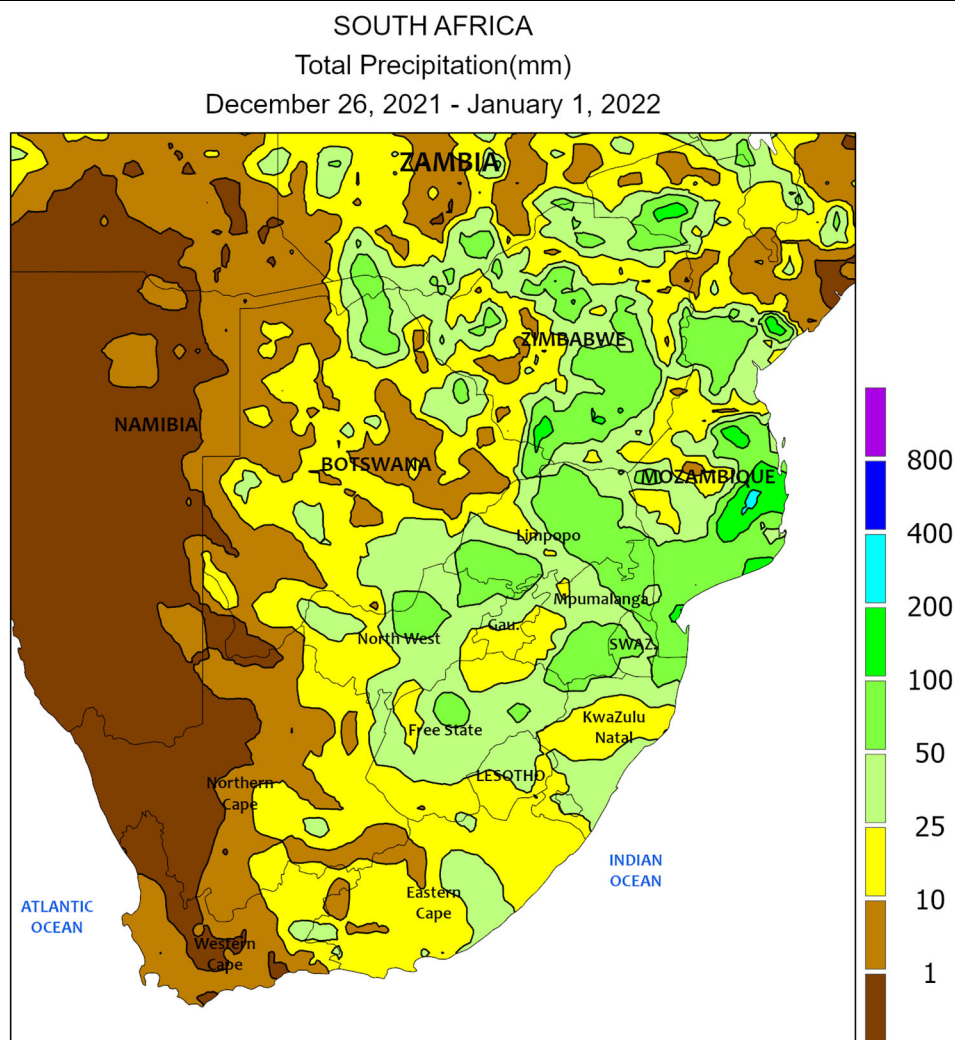 SOUTH AFRICA
Total Precipitation(mm)
December 26, 2021 - January 1, 2022
ZAMBIA
ZIMBABWE
NAMIBIA
BOTSWANA
MOZAMBIQUE
Limpopo
Mpumalanga
Gau.
North West
SWAZ.
KwaZulu
Natal
Free State
LESOTHO
Northern
Cape
Eastern
Cape
Western
Cape
ATLANTIC
OCEAN
INDIAN
OCEAN
800
400
200
100
50
25
10
1